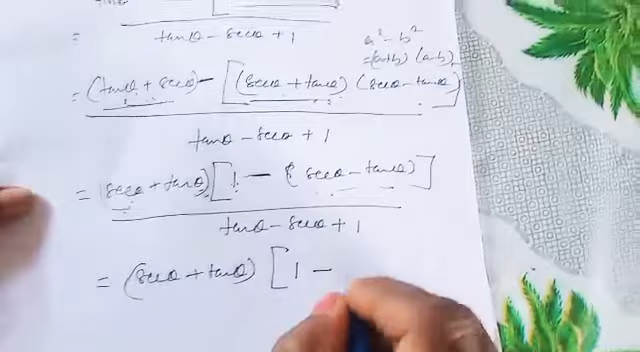 =
tanθ - secθ + 1
a² - b²
= (a+b) (a-b)
= (tanθ + secθ) - [(secθ + tanθ) (secθ - tanθ)]
tanθ - secθ + 1
= (secθ + tanθ) [1 - {secθ - tanθ)]
tanθ - secθ + 1
= (secθ + tanθ) [1 -